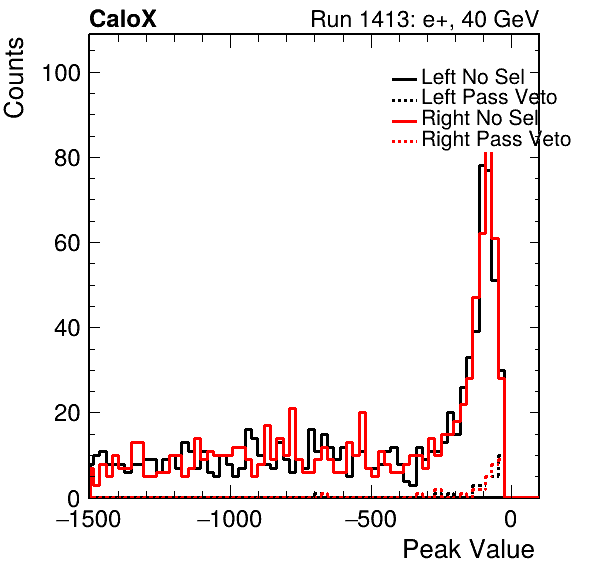 CaloX Run 1413: e+, 40 GeV
Counts
100
80
60
40
20
0
Left No Sel
Left Pass Veto
Right No Sel
Right Pass Veto
−1500 −1000 −500 0
Peak Value